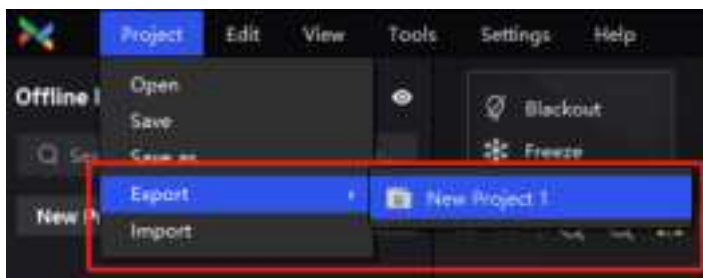 Project Edit View Tools Settings Help
Offline
Open
Blackout
Save
Save as
Freeze
Export
New Project 1
New
Import